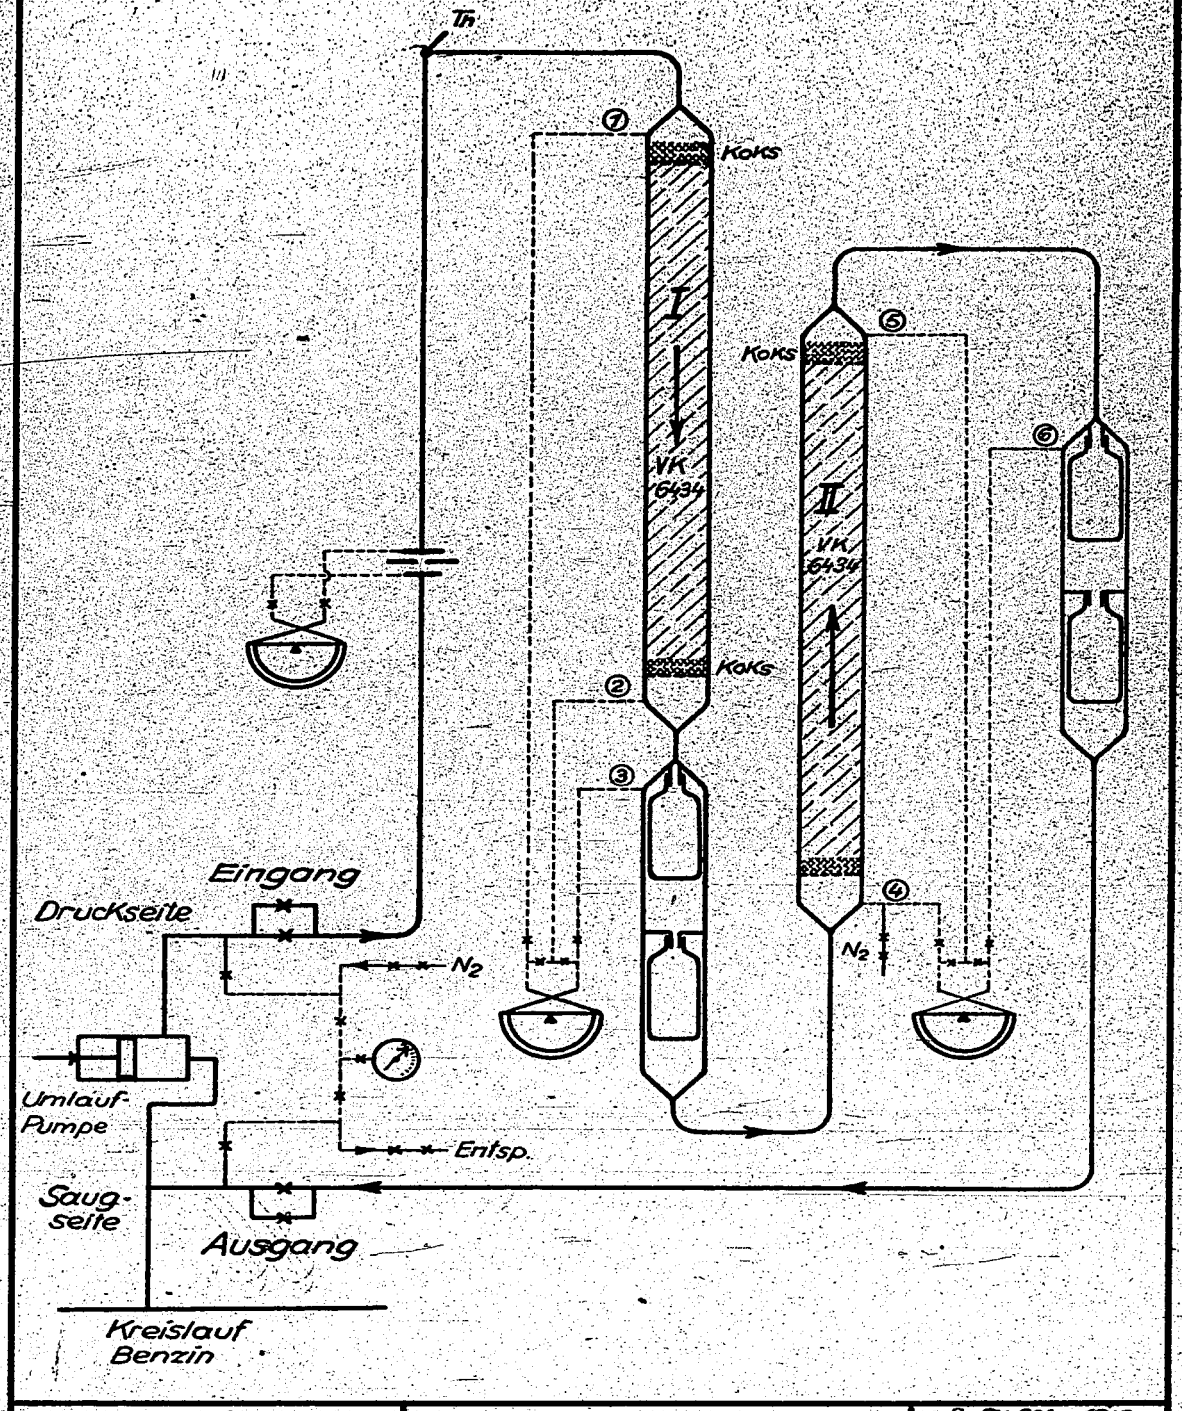 Th
①
Koks
I
VK
6434
⑤
Koks
⑥
II
VK
6434
Koks
②
③
Eingang
Druckseite
④
N₂
N₂
Umlauf-
Pumpe
Entsp.
Saug-
seite
Ausgang
Kreislauf
Benzin